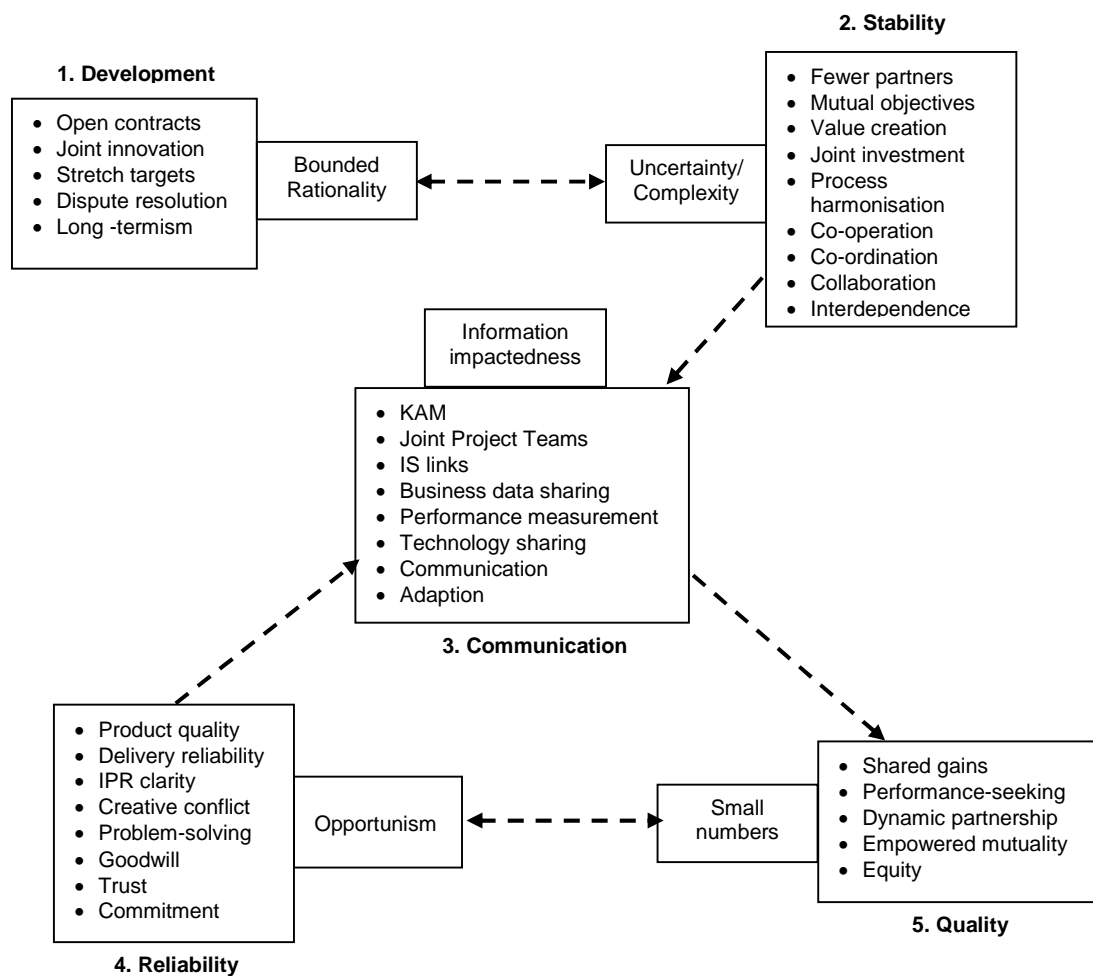 2. Stability
1. Development
• Fewer partners
• Mutual objectives
• Value creation
• Joint investment
• Process
harmonisation
• Co-operation
• Co-ordination
• Collaboration
• Interdependence
• Open contracts
• Joint innovation
• Stretch targets
• Dispute resolution
• Long -termism
Bounded
Rationality
Uncertainty/
Complexity
Information
impactedness
• KAM
• Joint Project Teams
• IS links
• Business data sharing
• Performance measurement
• Technology sharing
• Communication
• Adaption
3. Communication
• Product quality
• Delivery reliability
• IPR clarity
• Creative conflict
• Problem-solving
• Goodwill
• Trust
• Commitment
Opportunism
Small
numbers
• Shared gains
• Performance-seeking
• Dynamic partnership
• Empowered mutuality
• Equity
5. Quality
4. Reliability